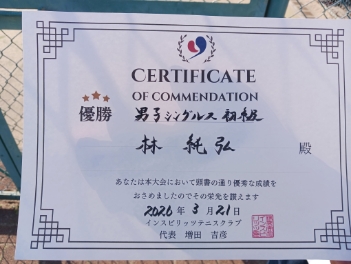 CERTIFICATE
OF COMMENDATION
優勝 男子シングルス初級
林 純弘 殿
あなたは本大会において顕書の通り優秀な成績を
おさめましたのでその栄光を讃えます
2026年3月21日
インスピリッツテニスクラブ
代表 増田 吉彦